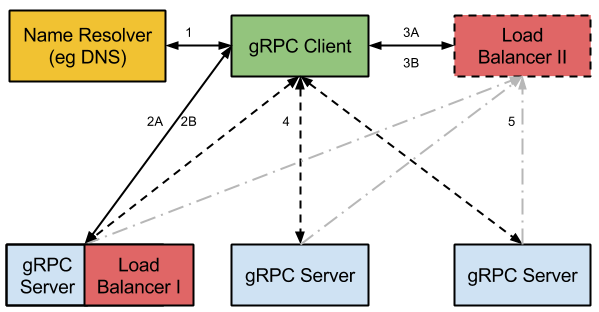 Name Resolver
(eg DNS)
1
gRPC Client
3A
3B
Load
Balancer II
2A
2B
4
5
gRPC
Server
Load
Balancer I
gRPC Server
gRPC Server